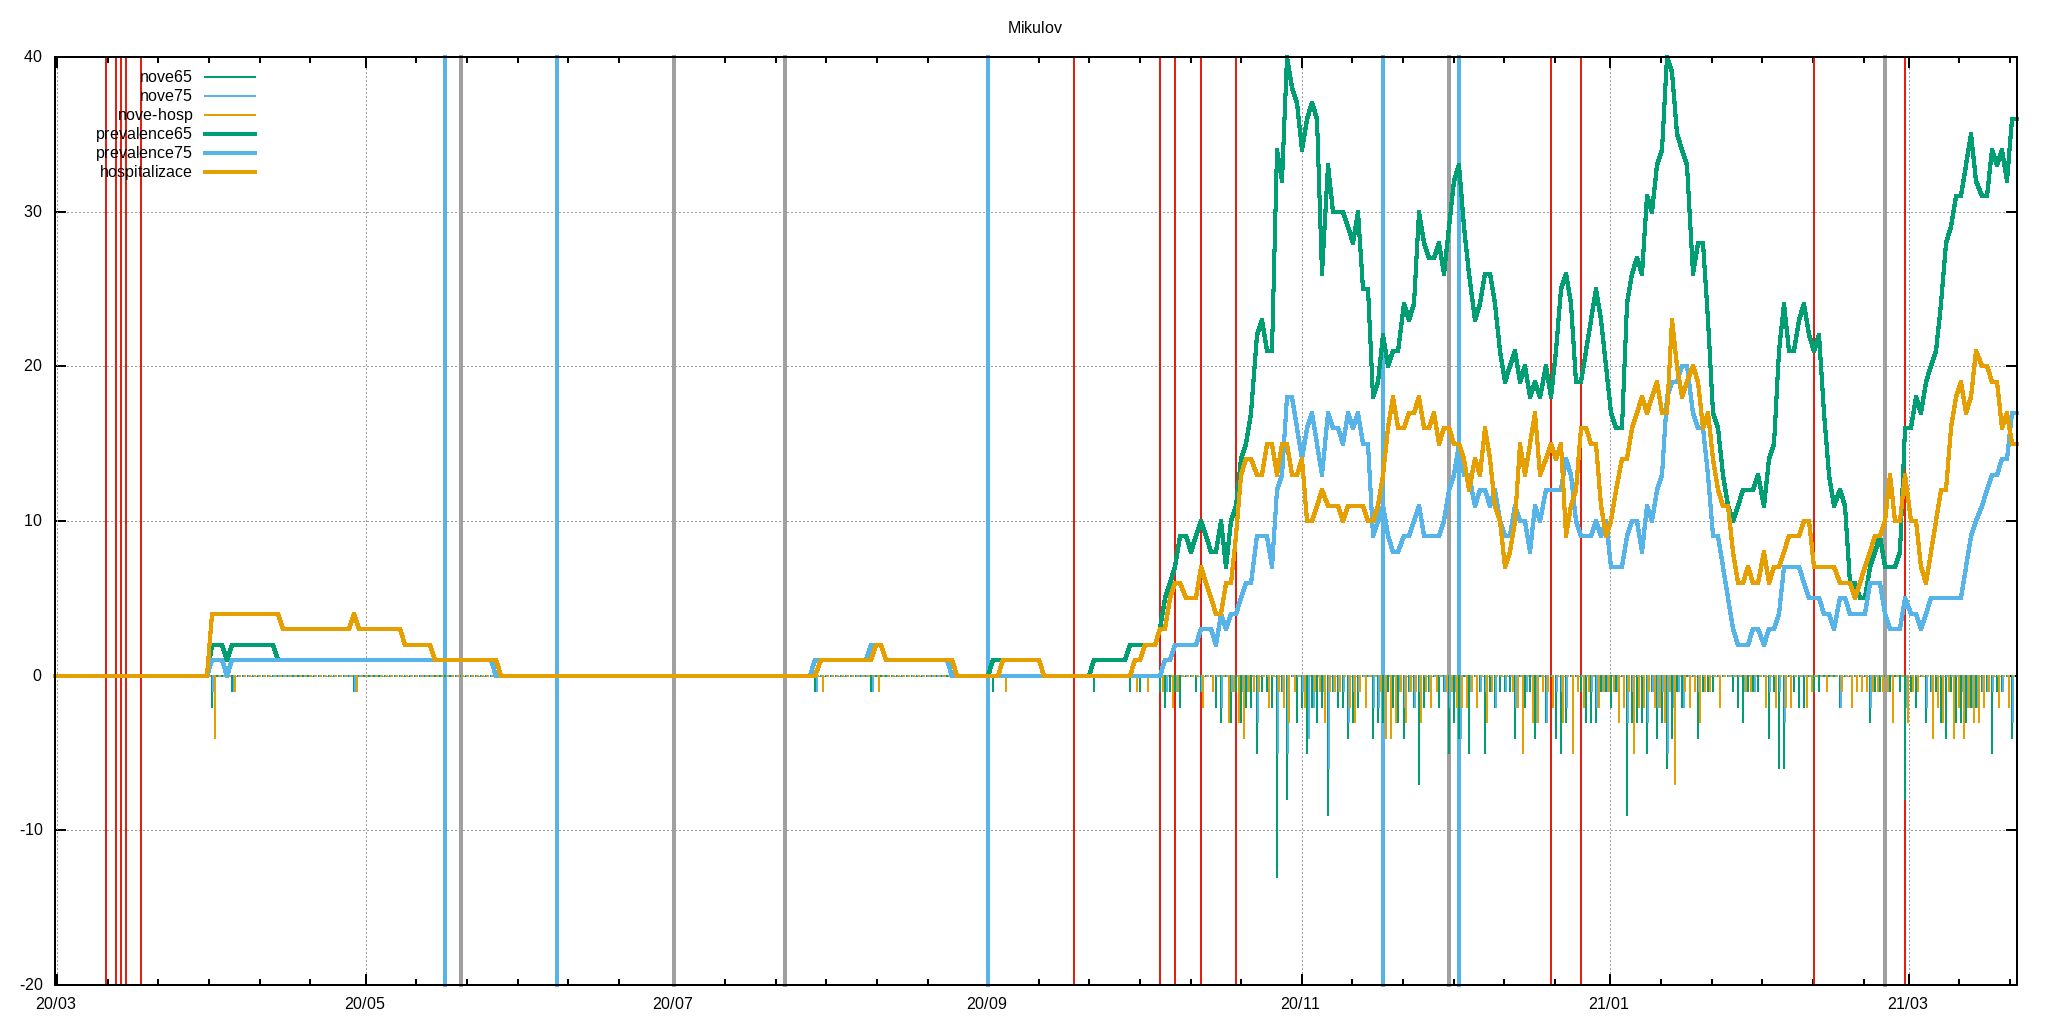 Mikulov
40
nove65
nove75
nove-hosp
prevalence65
prevalence75
hospitalizace
30
20
10
0
-10
-20
20/03 20/05 20/07 20/09 20/11 21/01 21/03